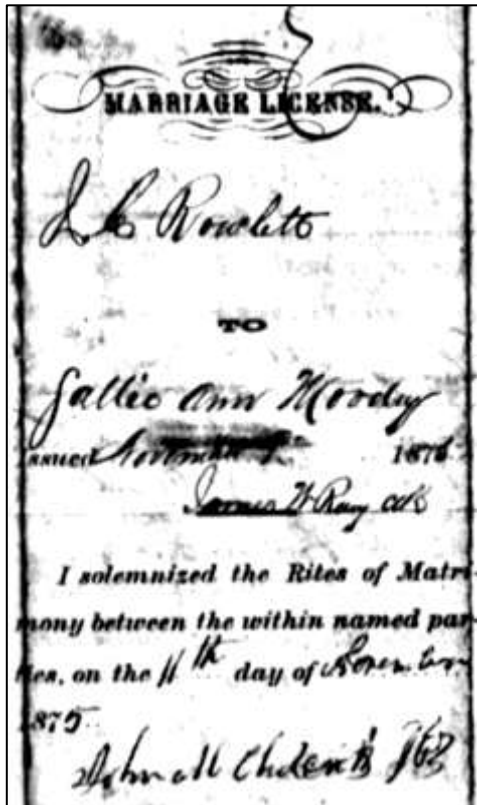 MARRIAGE LICENSE.
J C Rowlett
TO
Sallie Ann Moody
Issued November 1875
James W Ray clk
I solemnized the Rites of Matri-
mony between the within named par-
ties, on the 11th day of November
1875
John M